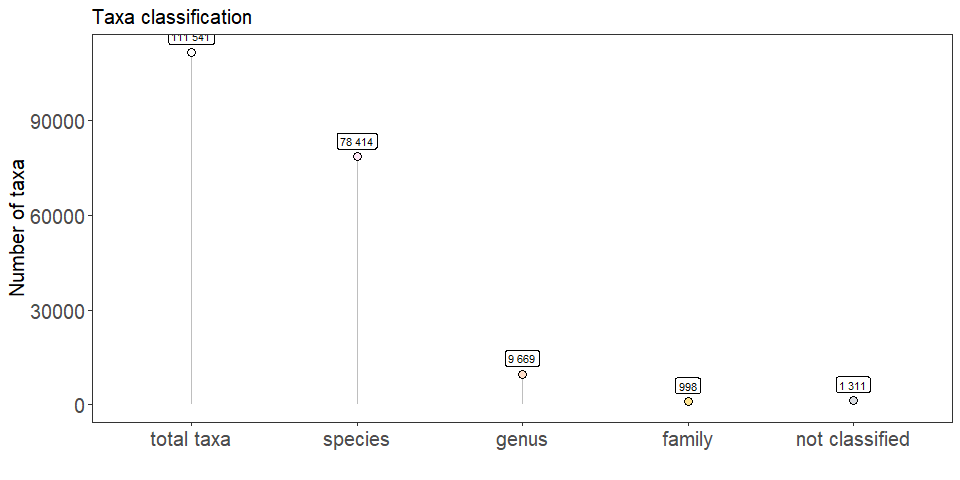 Taxa classification
Number of taxa
90000
60000
30000
0
111 541
78 414
9 669
998
1 311
total taxa
species
genus
family
not classified